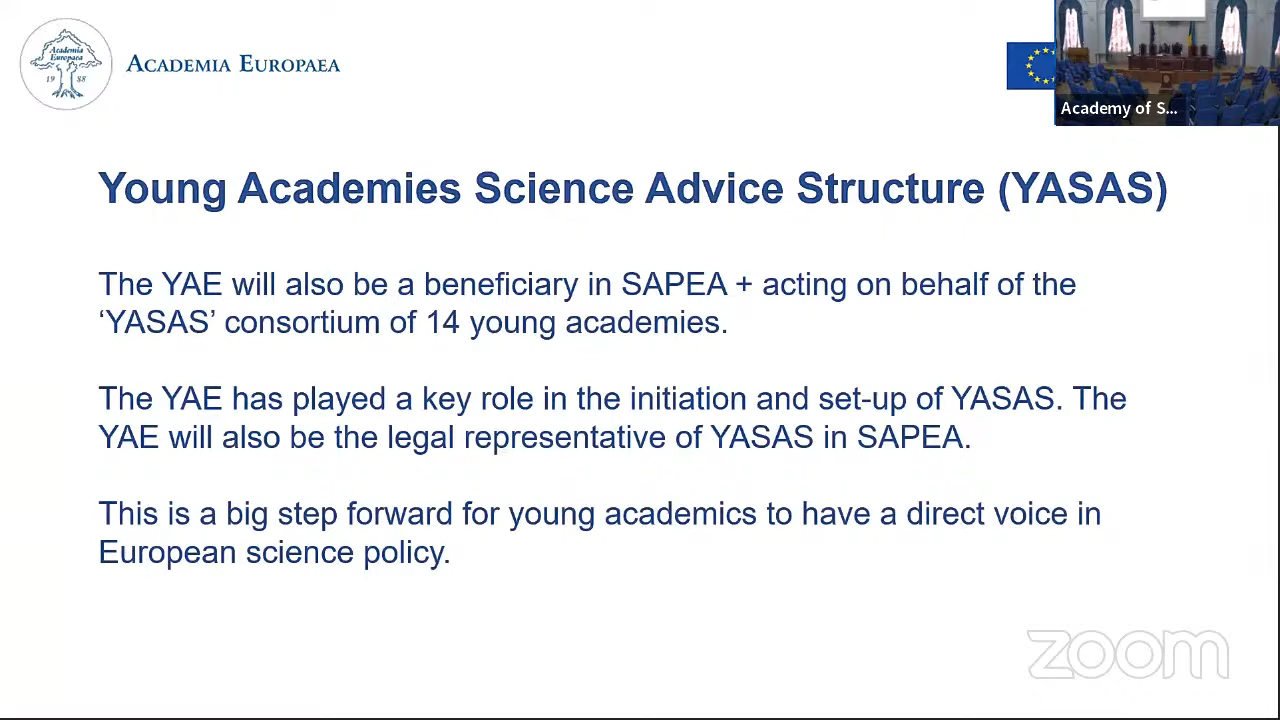 Academia
Europaea
19 88
ACADEMIA EUROPAEA
Academy of S...
Young Academies Science Advice Structure (YASAS)
The YAE will also be a beneficiary in SAPEA + acting on behalf of the
‘YASAS’ consortium of 14 young academies.
The YAE has played a key role in the initiation and set-up of YASAS. The
YAE will also be the legal representative of YASAS in SAPEA.
This is a big step forward for young academics to have a direct voice in
European science policy.
zoom